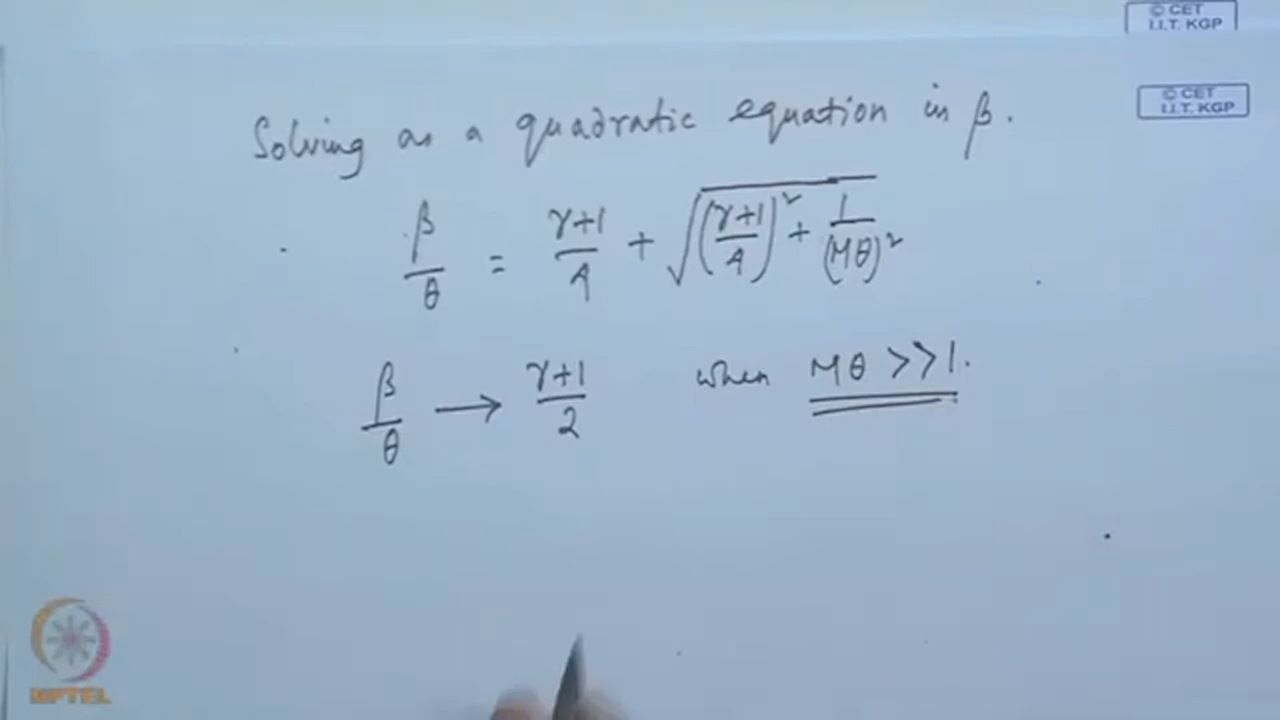 © CET
I.I.T. KGP
© CET
I.I.T. KGP
Solving as a quadratic equation in β.
β/θ = (γ+1)/4 + √(((γ+1)/4)² + 1/(Mθ)²)
β/θ → (γ+1)/2 when Mθ >> 1.
NPTEL